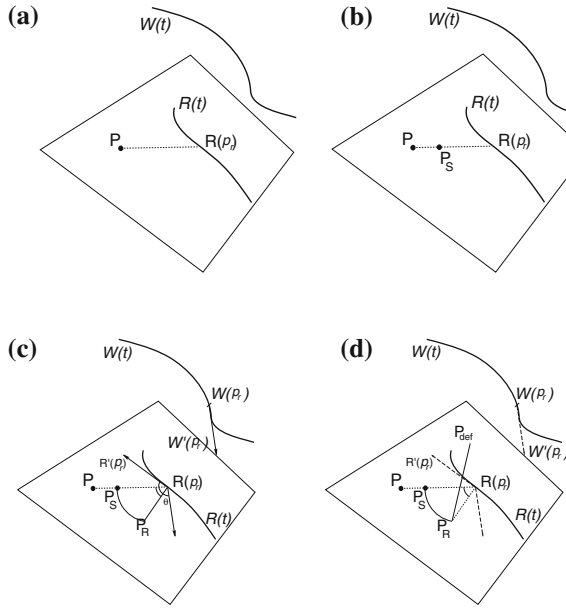 (a)
W(t)
R(t)
P
R(pr)
(b)
W(t)
R(t)
P
PS
R(pr)
(c)
W(t)
W(pr)
W'(pr)
R'(pr)
P
R(pr)
PS
θ
PR
R(t)
(d)
W(t)
W(pr)
Pdef
W'(pr)
R'(pr)
P
R(pr)
PS
PR
R(t)